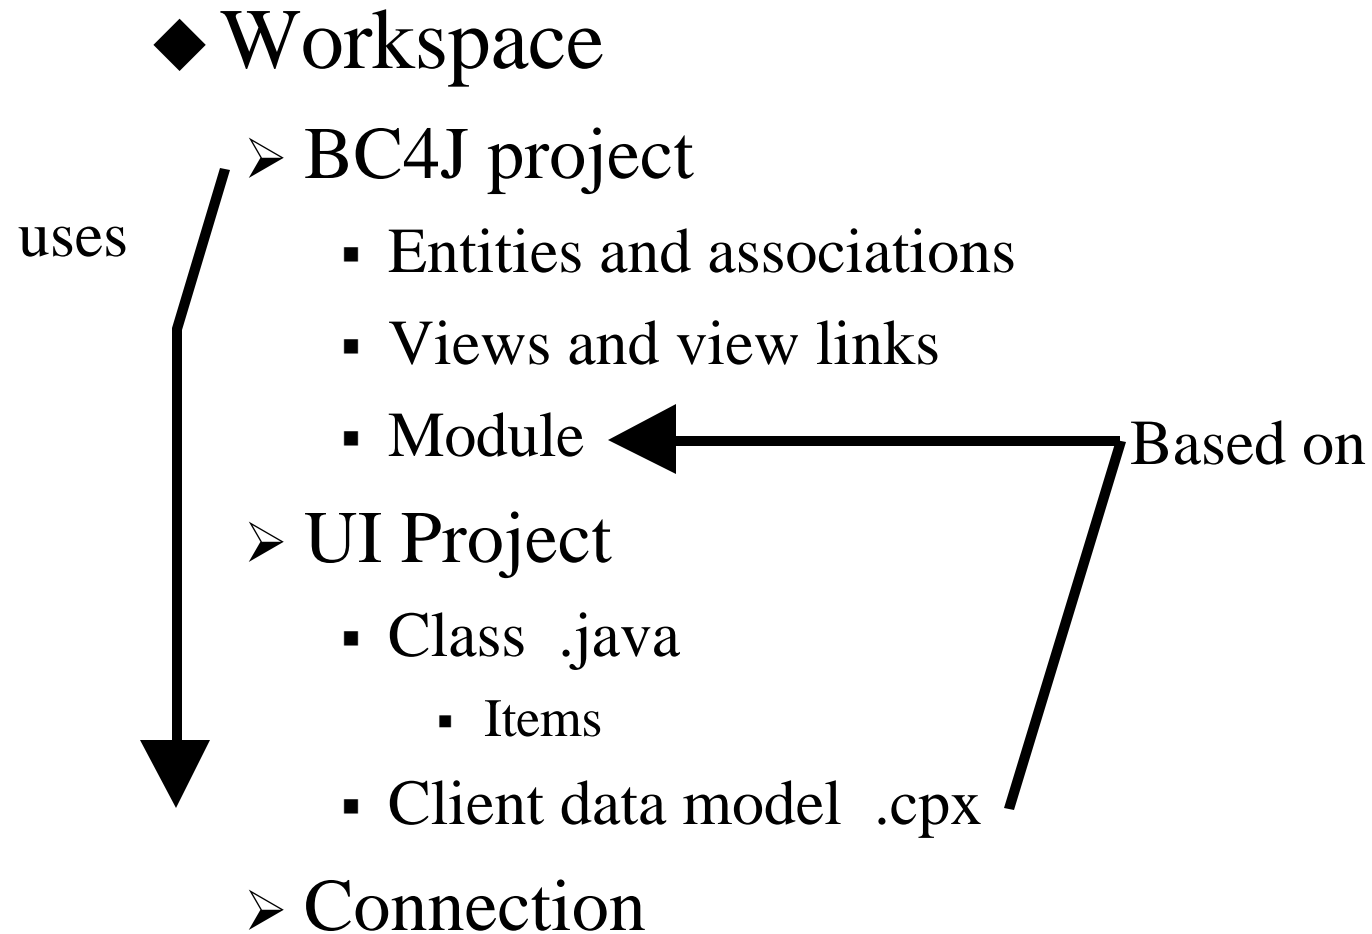 Workspace
BC4J project
uses
Entities and associations
Views and view links
Module
Based on
UI Project
Class .java
Items
Client data model .cpx
Connection